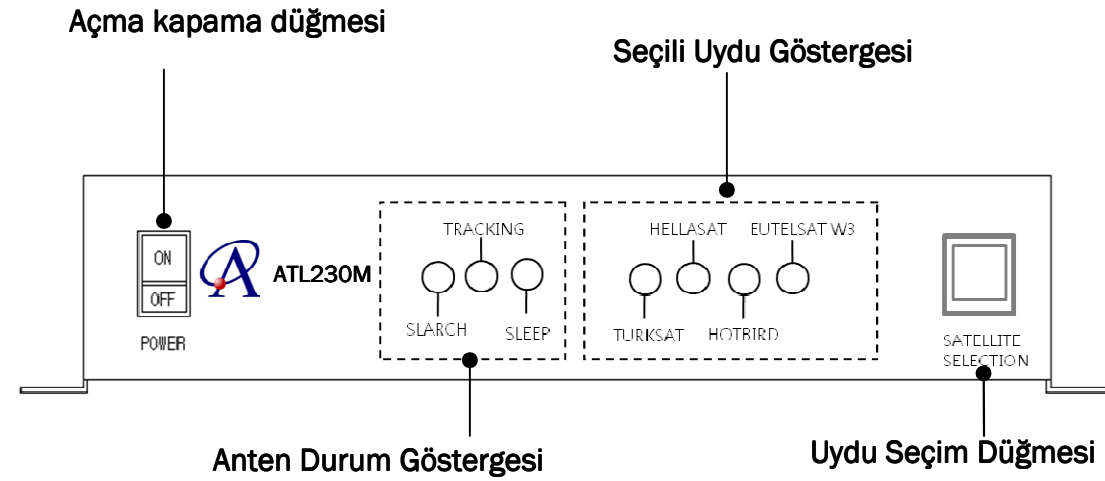 Açma kapama düğmesi
Seçili Uydu Göstergesi
TRACKING
HELLASAT EUTELSAT W3
ON
OFF
ATL230M
SLARCH SLEEP
TURKSAT HOTBIRD
POWER
SATELLITE
SELECTION
Anten Durum Göstergesi
Uydu Seçim Düğmesi